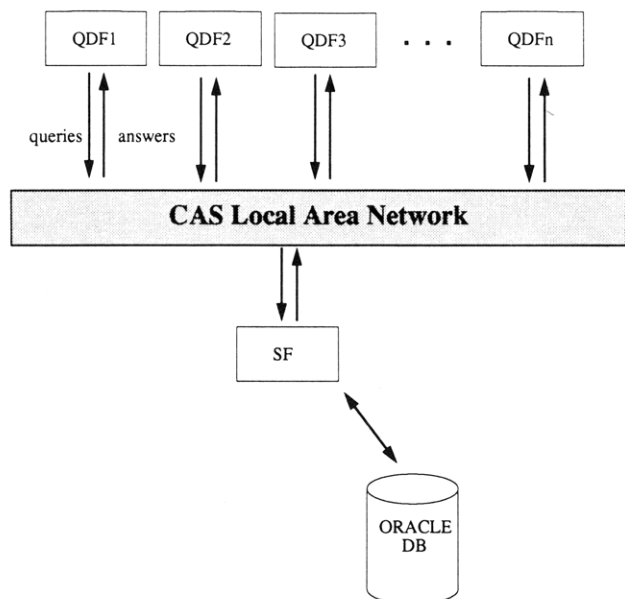 QDF1
QDF2
QDF3
. . .
QDFn
queries
answers
CAS Local Area Network
SF
ORACLE
DB